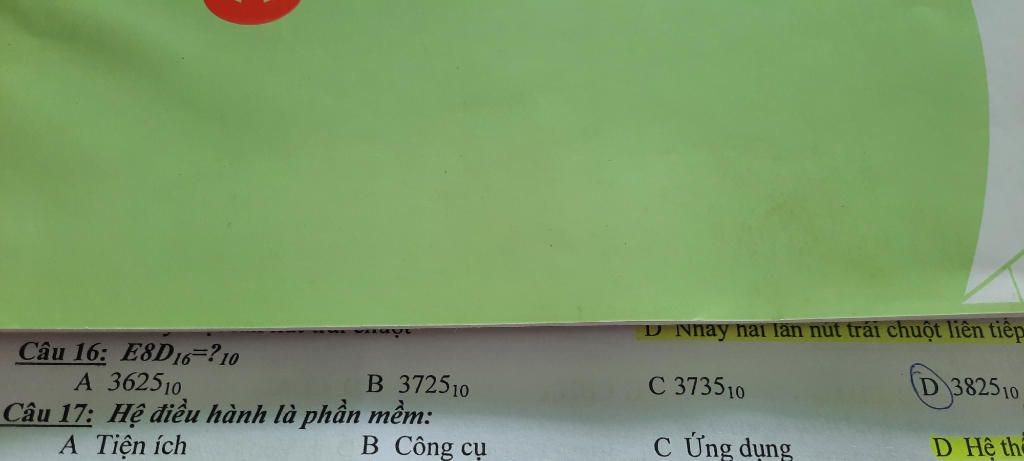 D Nháy hai lần nút trái chuột liên tiếp
Câu 16: E8D16=?10
A 362510 B 372510 C 373510 D 382510
Câu 17: Hệ điều hành là phần mềm:
A Tiện ích B Công cụ C Ứng dụng D Hệ